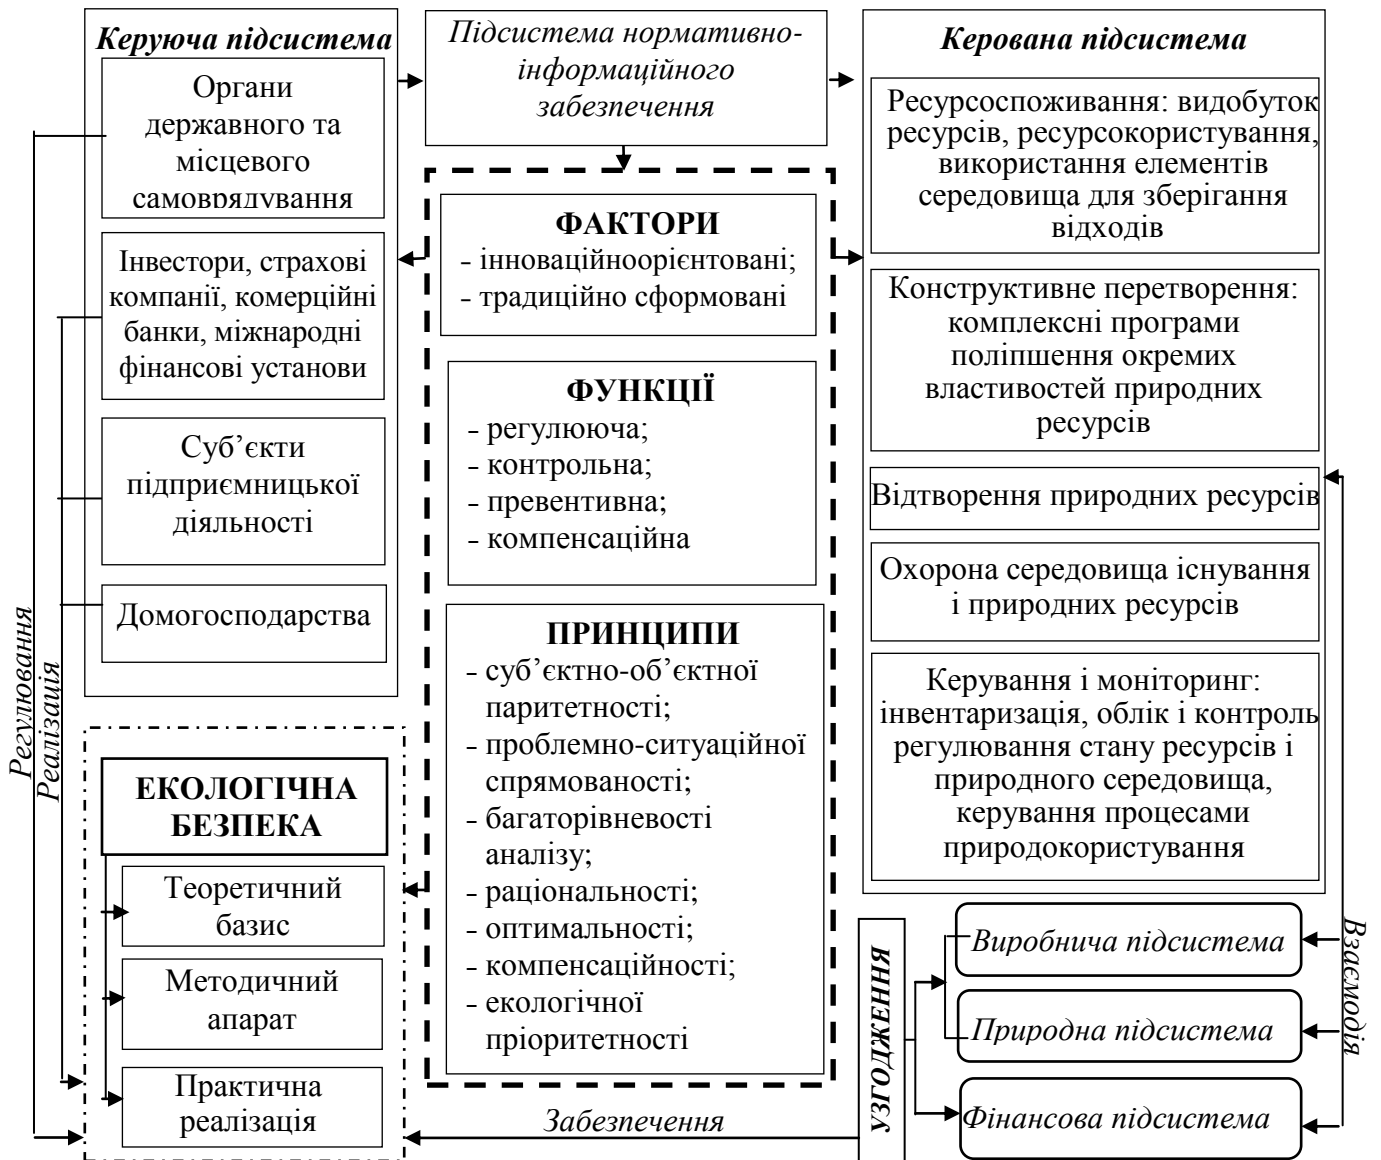 Керуюча підсистема
Органи
державного та
місцевого
самоврядування
Інвестори, страхові
компанії, комерційні
банки, міжнародні
фінансові установи
Суб’єкти
підприємницької
діяльності
Домогосподарства
Регулювання
Реалізація
ЕКОЛОГІЧНА
БЕЗПЕКА
Теоретичний
базис
Методичний
апарат
Практична
реалізація
Підсистема нормативно-
інформаційного
забезпечення
ФАКТОРИ
- інноваційноорієнтовані;
- традиційно сформовані
ФУНКЦІЇ
- регулююча;
- контрольна;
- превентивна;
- компенсаційна
ПРИНЦИПИ
- суб’єктно-об’єктної
паритетності;
- проблемно-ситуаційної
спрямованості;
- багаторівневості
аналізу;
- раціональності;
- оптимальності;
- компенсаційності;
- екологічної
пріоритетності
Забезпечення
Керована підсистема
Ресурсоспоживання: видобуток
ресурсів, ресурсокористування,
використання елементів
середовища для зберігання
відходів
Конструктивне перетворення:
комплексні програми
поліпшення окремих
властивостей природних
ресурсів
Відтворення природних ресурсів
Охорона середовища існування
і природних ресурсів
Керування і моніторинг:
інвентаризація, облік і контроль
регулювання стану ресурсів і
природного середовища,
керування процесами
природокористування
УЗГОДЖЕННЯ
Виробнича підсистема
Природна підсистема
Фінансова підсистема
Взаємодія